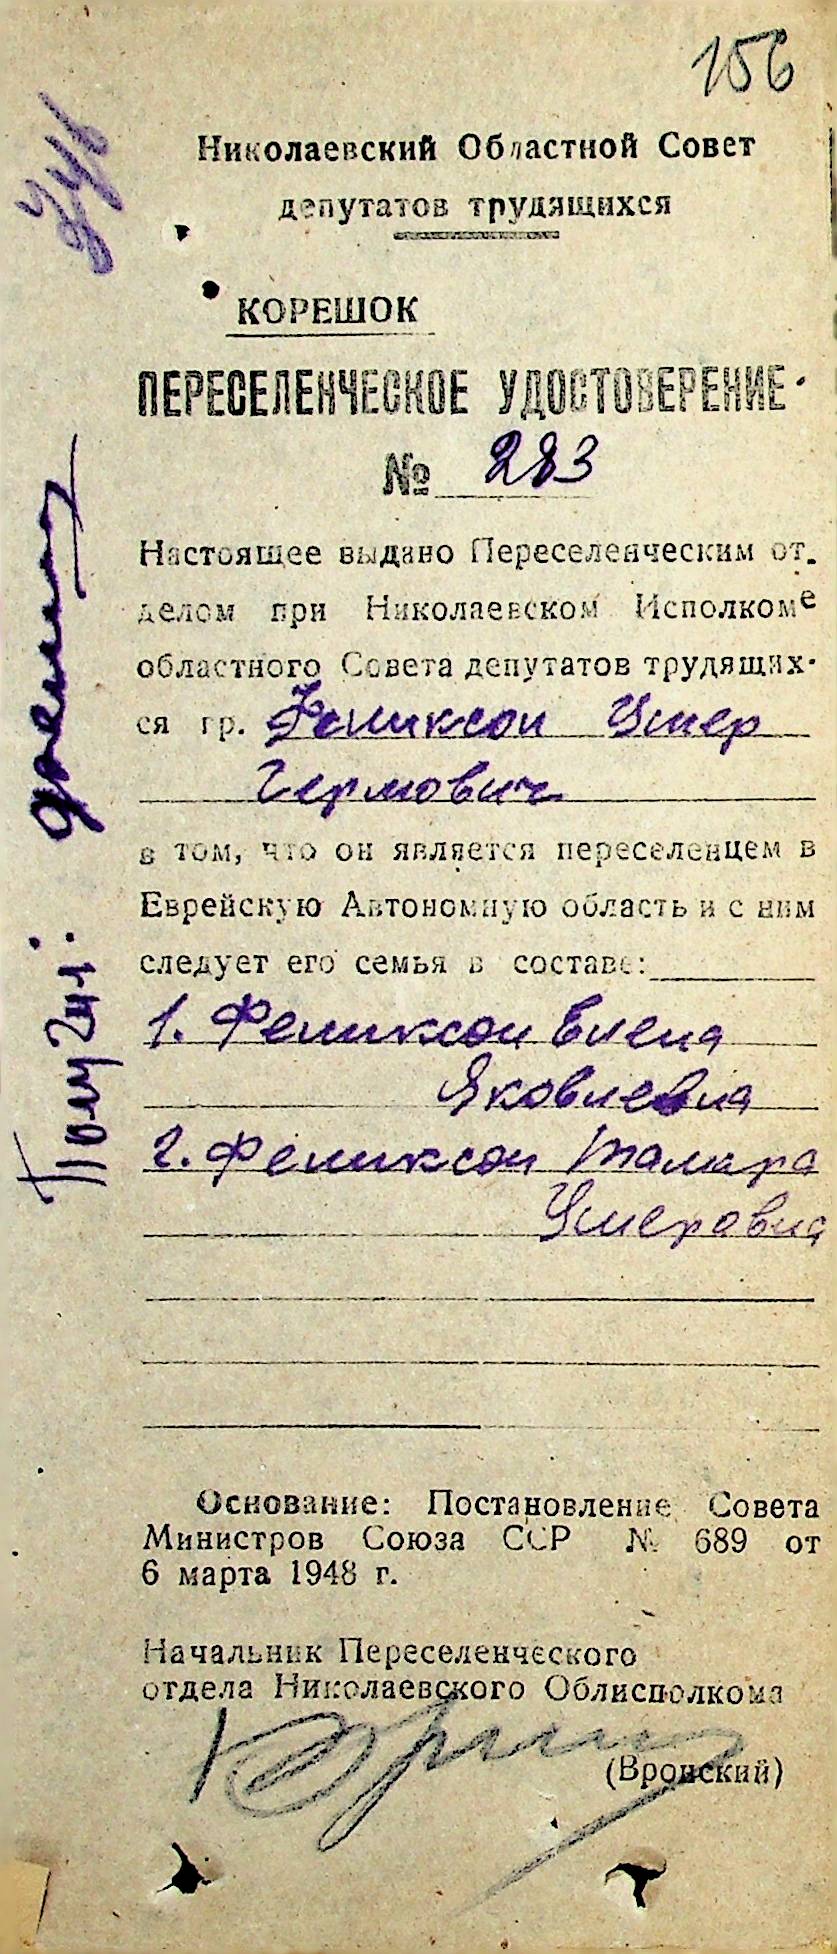 156
Николаевский Областной Совет
депутатов трудящихся
КОРЕШОК
ПЕРЕСЕЛЕНЧЕСКОЕ УДОСТОВЕРЕНИЕ
№ 283
Настоящее выдано Переселенческим от.
делом при Николаевском Исполкоме
областного Совета депутатов трудящих-
ся гр. Феликсон Умер
Гермович
в том, что он является переселенцем в
Еврейскую Автономную область и с ним
следует его семья в составе:
1. Феликсон Елена
Яковлевна
2. Феликсон Тамара
Умеровна
Основание: Постановление Совета
Министров Союза ССР № 689 от
6 марта 1948 г.
Начальник Переселенческого
отдела Николаевского Облисполкома
(Вронский)
Получил: